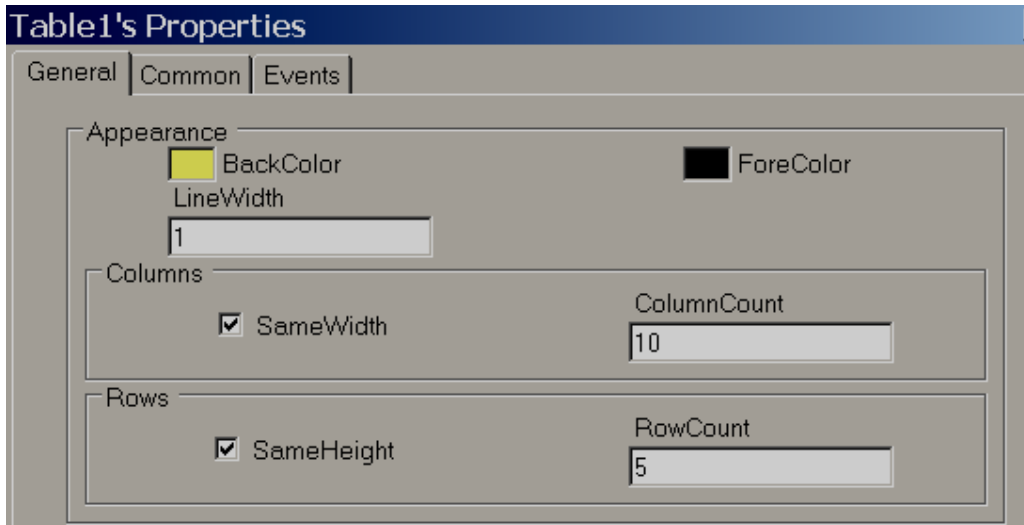 Table1's Properties
General Common Events
Appearance
BackColor ForeColor
LineWidth
1
Columns
SameWidth
ColumnCount
10
Rows
SameHeight
RowCount
5